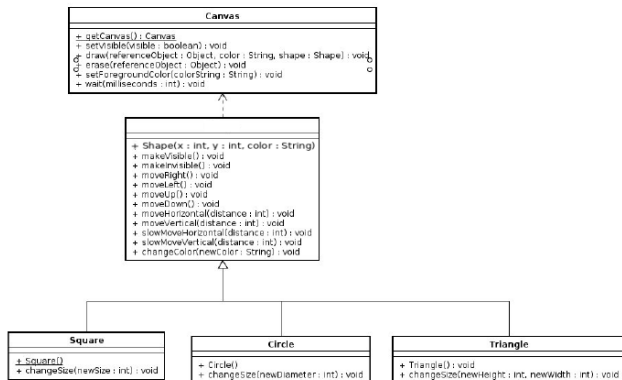 Canvas
+ getCanvas() : Canvas
+ setVisible(visible : boolean) : void
+ draw(referenceObject : Object, color : String, shape : Shape) : void
+ erase(referenceObject : Object) : void
+ setForegroundColor(colorString : String) : void
+ wait(milliseconds : int) : void
+ Shape(x : int, y : int, color : String)
+ makeVisible() : void
+ makeInvisible() : void
+ moveRight() : void
+ moveLeft() : void
+ moveUp() : void
+ moveDown() : void
+ moveHorizontal(distance : int) : void
+ moveVertical(distance : int) : void
+ slowMoveHorizontal(distance : int) : void
+ slowMoveVertical(distance : int) : void
+ changeColor(newColor : String) : void
Square
+ Square()
+ changeSize(newSize : int) : void
Circle
+ Circle()
+ changeSize(newDiameter : int) : void
Triangle
+ Triangle() : void
+ changeSize(newHeight : int, newWidth : int) : void